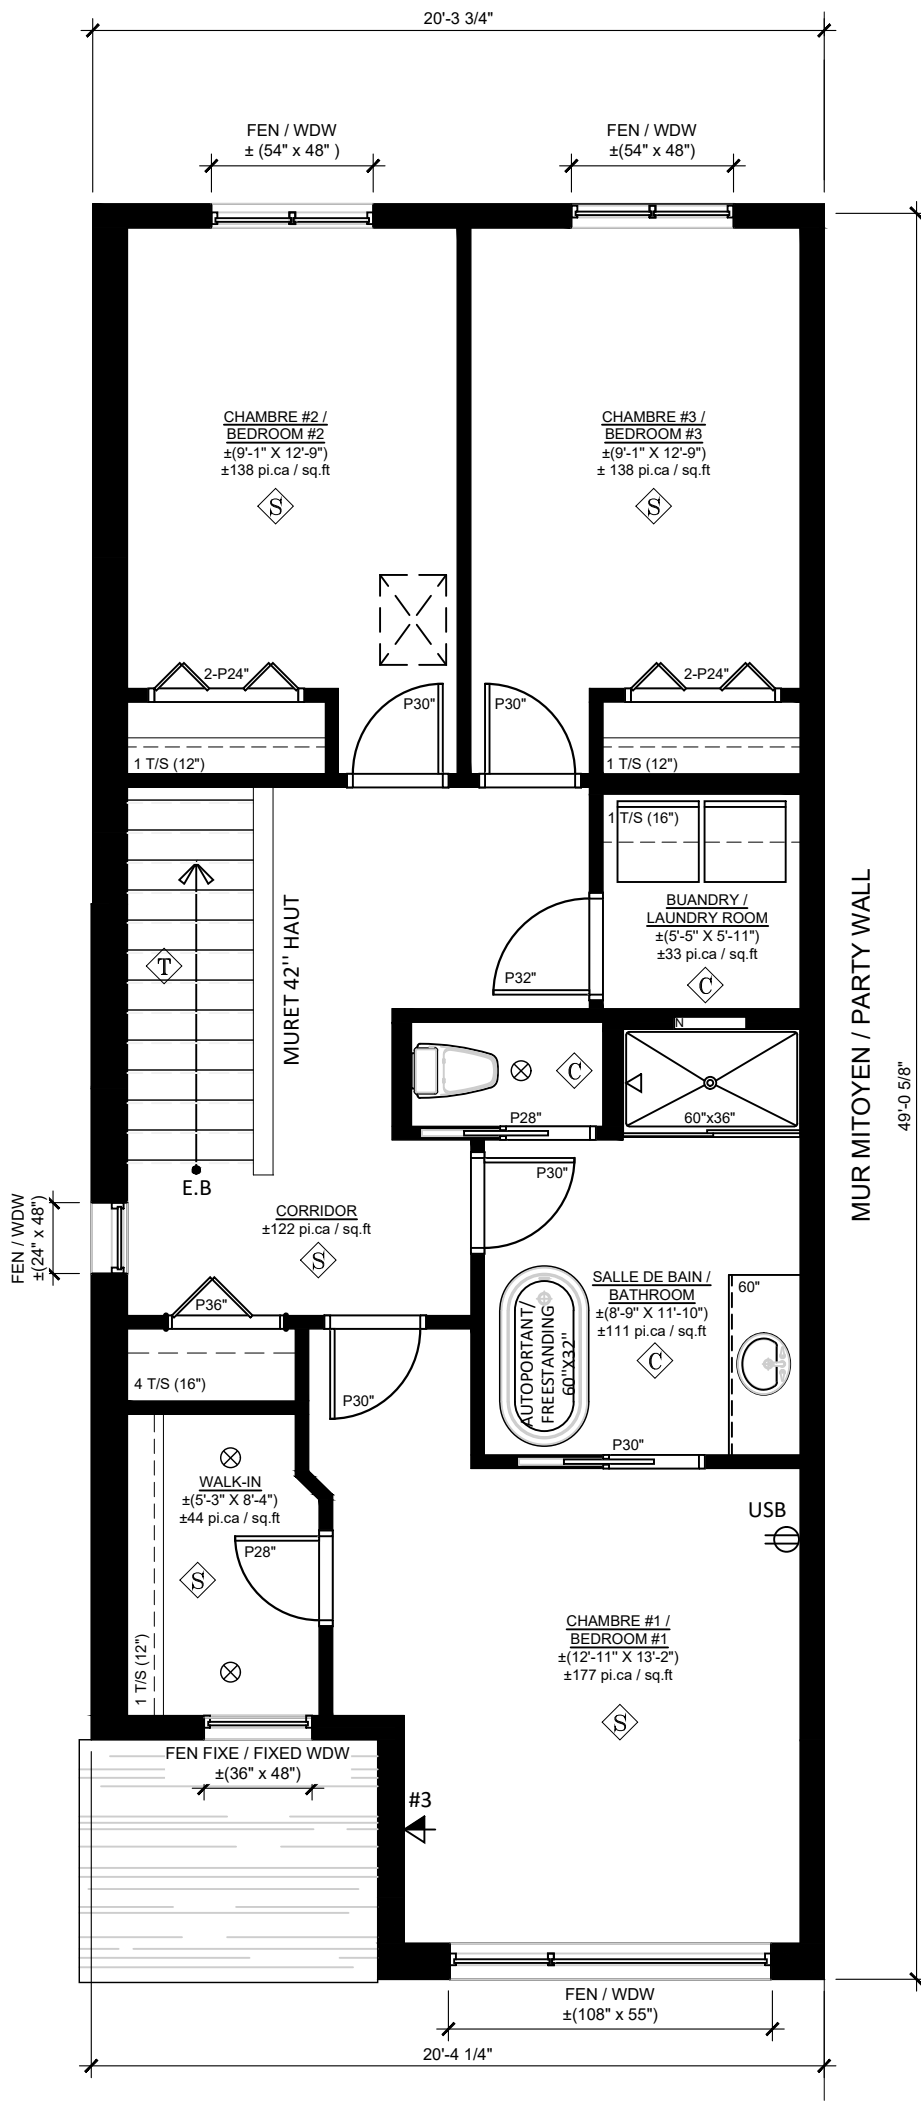 20'-3 3/4"
FEN / WDW
± (54" x 48" )
FEN / WDW
±(54" x 48")
CHAMBRE #2 /
BEDROOM #2
±(9'-1" X 12'-9")
±138 pi.ca / sq.ft
S
CHAMBRE #3 /
BEDROOM #3
±(9'-1" X 12'-9")
± 138 pi.ca / sq.ft
S
2-P24"
P30"
P30"
2-P24"
1 T/S (12")
1 T/S (12")
1 T/S (16")
MURET 42'' HAUT
T
BUANDRY /
LAUNDRY ROOM
±(5'-5" X 5'-11")
±33 pi.ca / sq.ft
C
P32"
MUR MITOYEN / PARTY WALL
49'-0 5/8"
N
C
P28"
60"x36"
P30"
E.B
FEN / WDW
±(24" x 48")
CORRIDOR
±122 pi.ca / sq.ft
S
P36"
SALLE DE BAIN /
BATHROOM
±(8'-9" X 11'-10")
±111 pi.ca / sq.ft
C
60"
AUTOPORTANT/
FREESTANDING
60''x32''
4 T/S (16")
P30"
P30"
WALK-IN
±(5'-3" X 8'-4")
±44 pi.ca / sq.ft
P28"
S
1 T/S (12")
USB
CHAMBRE #1 /
BEDROOM #1
±(12'-11" X 13'-2")
±177 pi.ca / sq.ft
S
FEN FIXE / FIXED WDW
±(36" x 48")
#3
FEN / WDW
±(108" x 55")
20'-4 1/4"